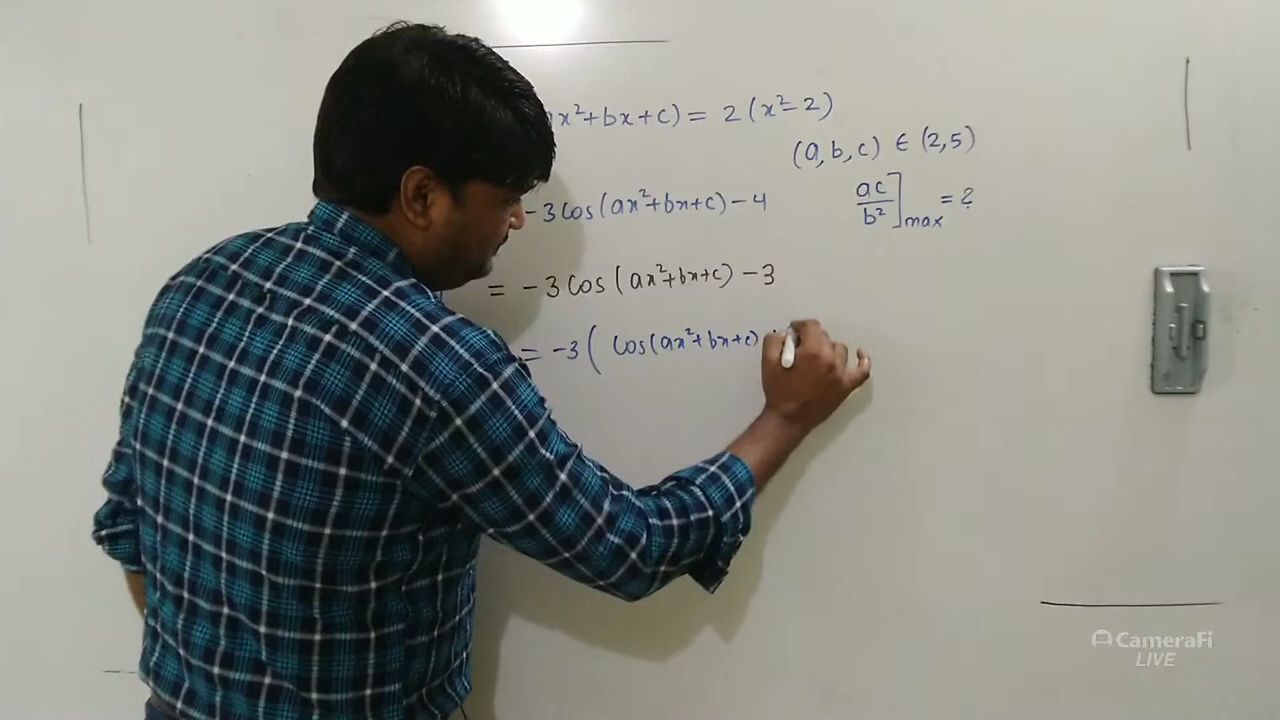 x²+bx+c) = 2(x²-2)
(a, b, c) ∈ (2,5)
-3cos(ax²+bx+c) - 4
ac/b²]max = ?
= -3cos(ax²+bx+c) -3
= -3( cos(ax²+bx+c)
CameraFi
LIVE